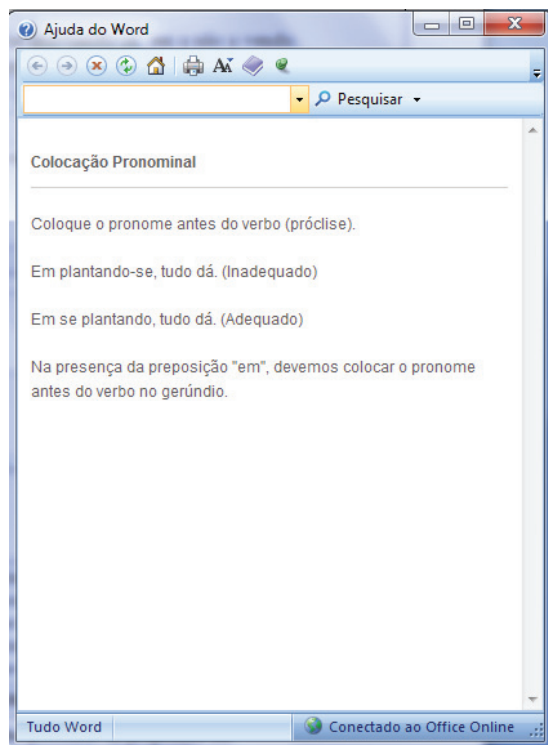 Ajuda do Word
Pesquisar
Colocação Pronominal
Coloque o pronome antes do verbo (próclise).
Em plantando-se, tudo dá. (Inadequado)
Em se plantando, tudo dá. (Adequado)
Na presença da preposição "em", devemos colocar o pronome
antes do verbo no gerúndio.
Tudo Word
Conectado ao Office Online